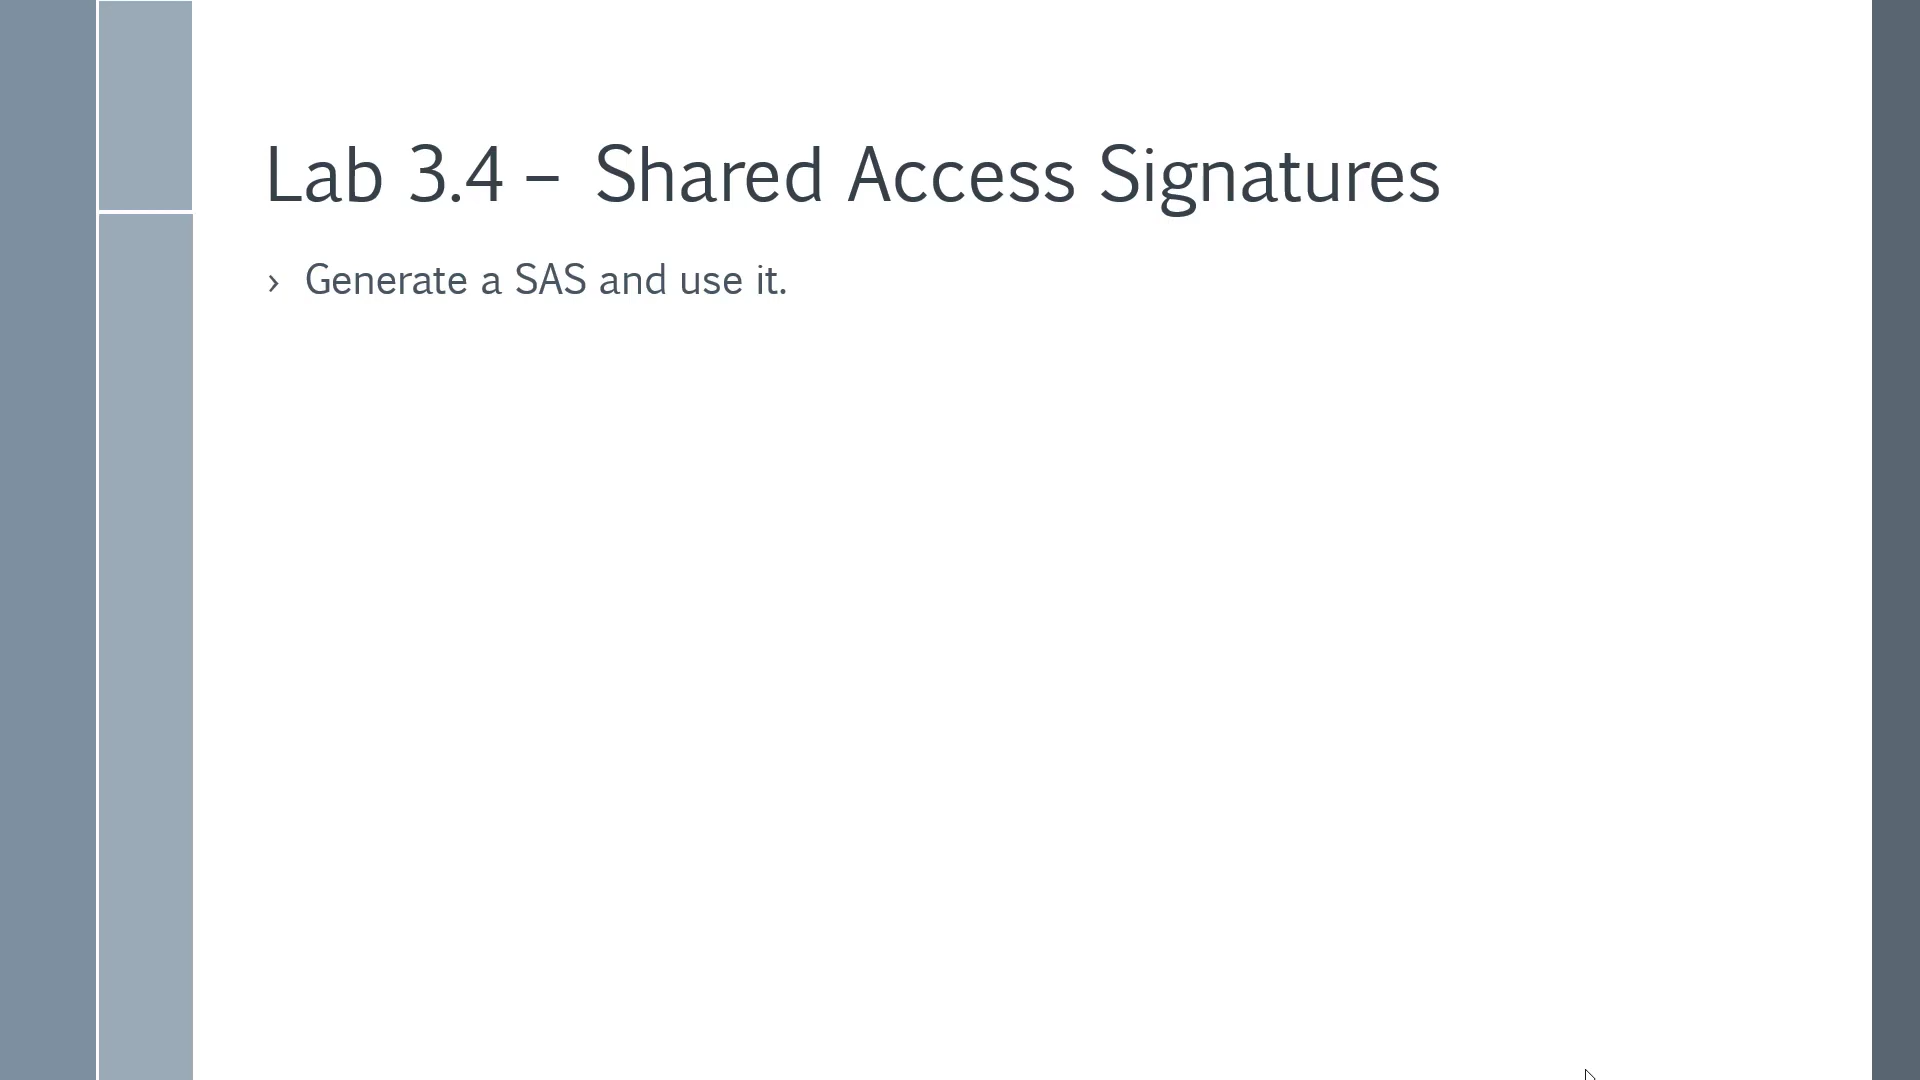 Lab 3.4 – Shared Access Signatures
› Generate a SAS and use it.